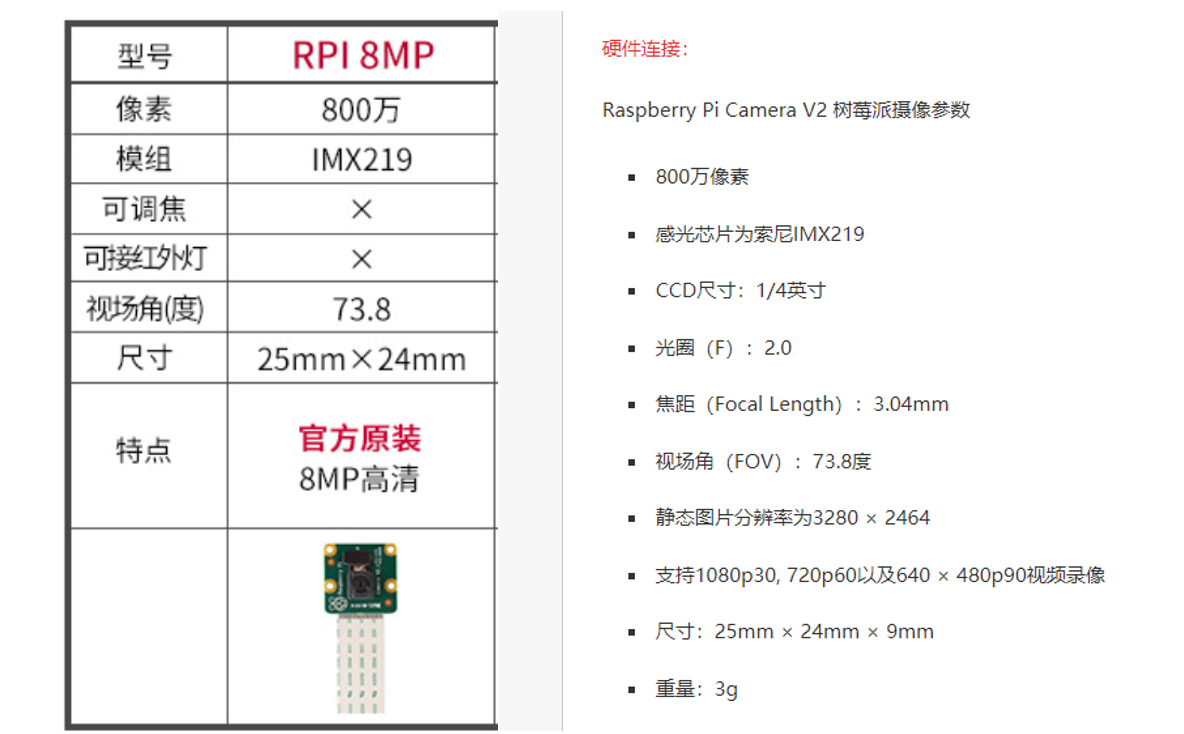 型号 RPI 8MP
像素 800万
模组 IMX219
可调焦 ×
可接红外灯 ×
视场角(度) 73.8
尺寸 25mm×24mm
特点 官方原装
8MP高清
硬件连接：
Raspberry Pi Camera V2 树莓派摄像参数
▪ 800万像素
▪ 感光芯片为索尼IMX219
▪ CCD尺寸：1/4英寸
▪ 光圈（F）：2.0
▪ 焦距（Focal Length）：3.04mm
▪ 视场角（FOV）：73.8度
▪ 静态图片分辨率为3280 × 2464
▪ 支持1080p30, 720p60以及640 × 480p90视频录像
▪ 尺寸：25mm × 24mm × 9mm
▪ 重量：3g